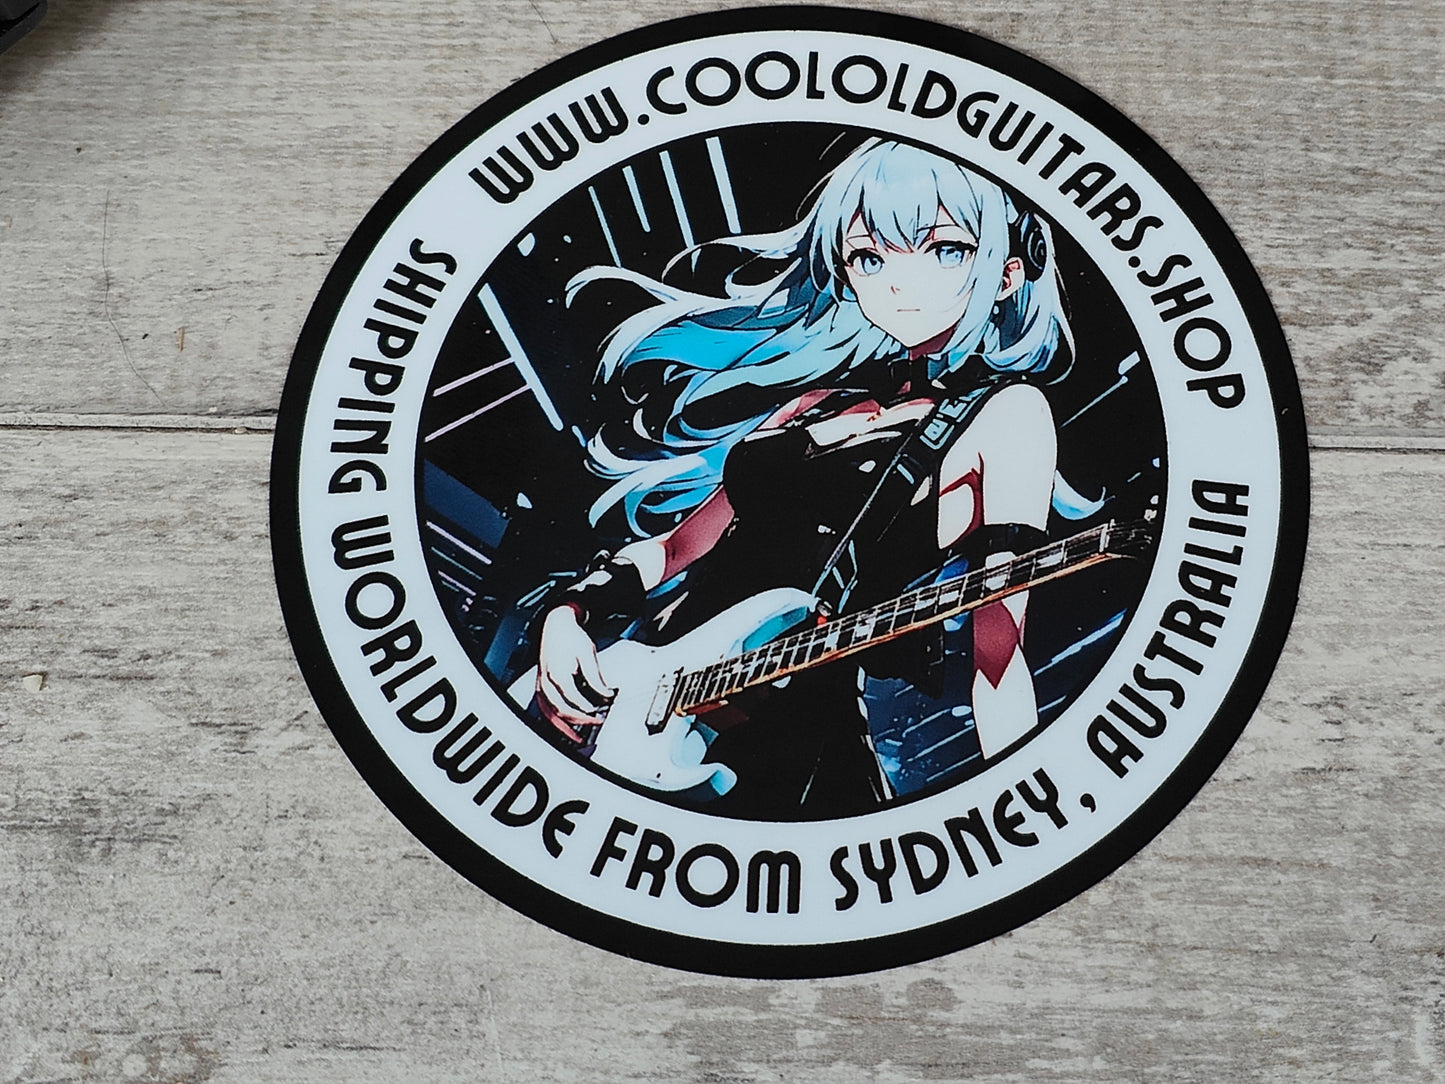 WWW.COOLOLDGUITARS.SHOP
SHIPPING WORLDWIDE FROM SYDNEY, AUSTRALIA